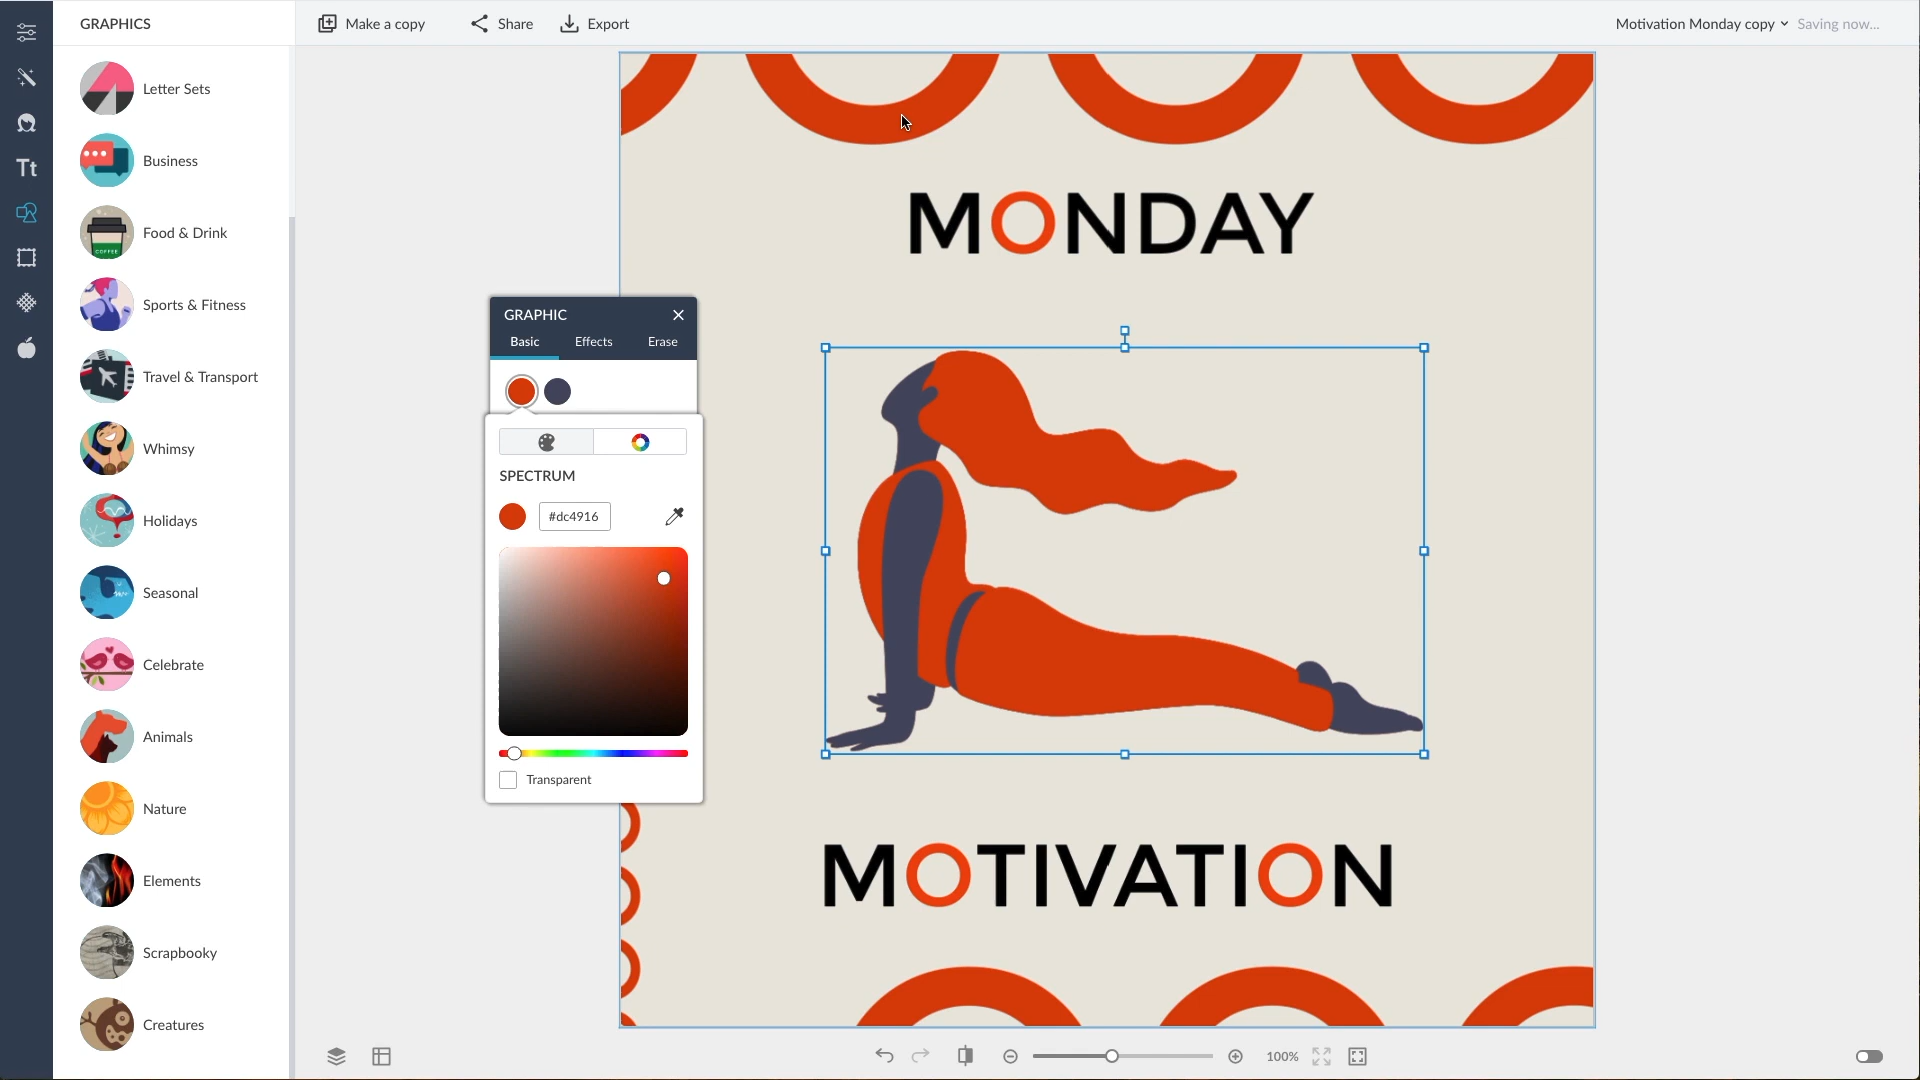 GRAPHICS
Make a copy
Share
Export
Motivation Monday copy
Saving now...
Letter Sets
Business
COFFEE
Food & Drink
Sports & Fitness
Travel & Transport
Whimsy
Holidays
Seasonal
Celebrate
Animals
Nature
Elements
Scrapbooky
Creatures
Tt
MONDAY
GRAPHIC
Basic
Effects
Erase
SPECTRUM
#dc4916
Transparent
MOTIVATION
100%